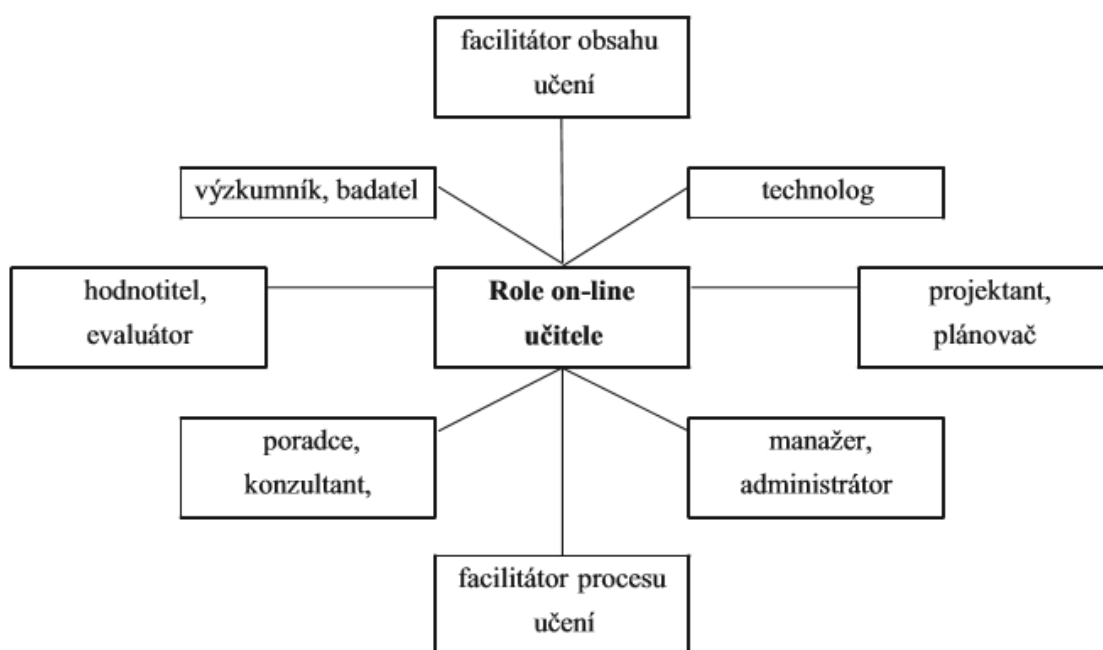 facilitátor obsahu
učení
výzkumník, badatel
technolog
hodnotitel,
evaluátor
Role on-line
učitele
projektant,
plánovač
poradce,
konzultant,
manažer,
administrátor
facilitátor procesu
učení